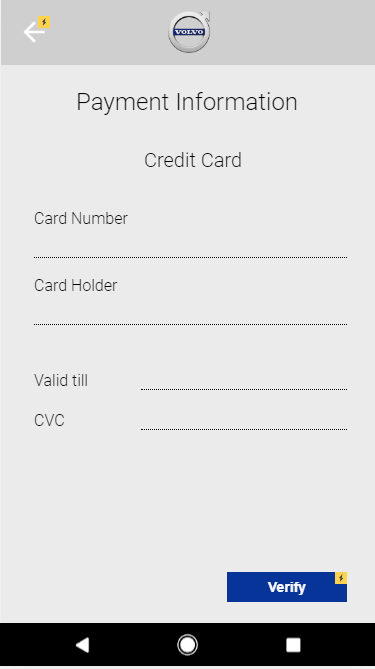 VOLVO
Payment Information
Credit Card
Card Number
Card Holder
Valid till
CVC
Verify